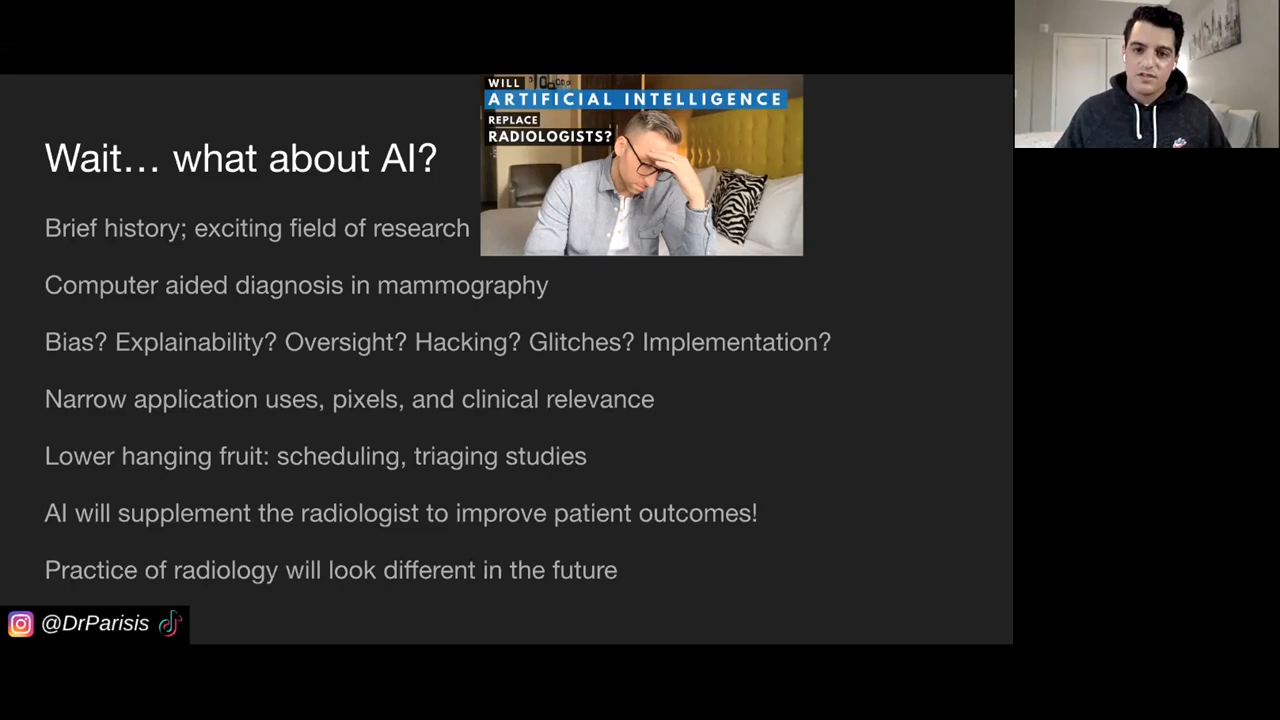 WILL
ARTIFICIAL INTELLIGENCE
REPLACE
RADIOLOGISTS?
Wait… what about AI?
Brief history; exciting field of research
Computer aided diagnosis in mammography
Bias? Explainability? Oversight? Hacking? Glitches? Implementation?
Narrow application uses, pixels, and clinical relevance
Lower hanging fruit: scheduling, triaging studies
AI will supplement the radiologist to improve patient outcomes!
Practice of radiology will look different in the future
@DrParisis